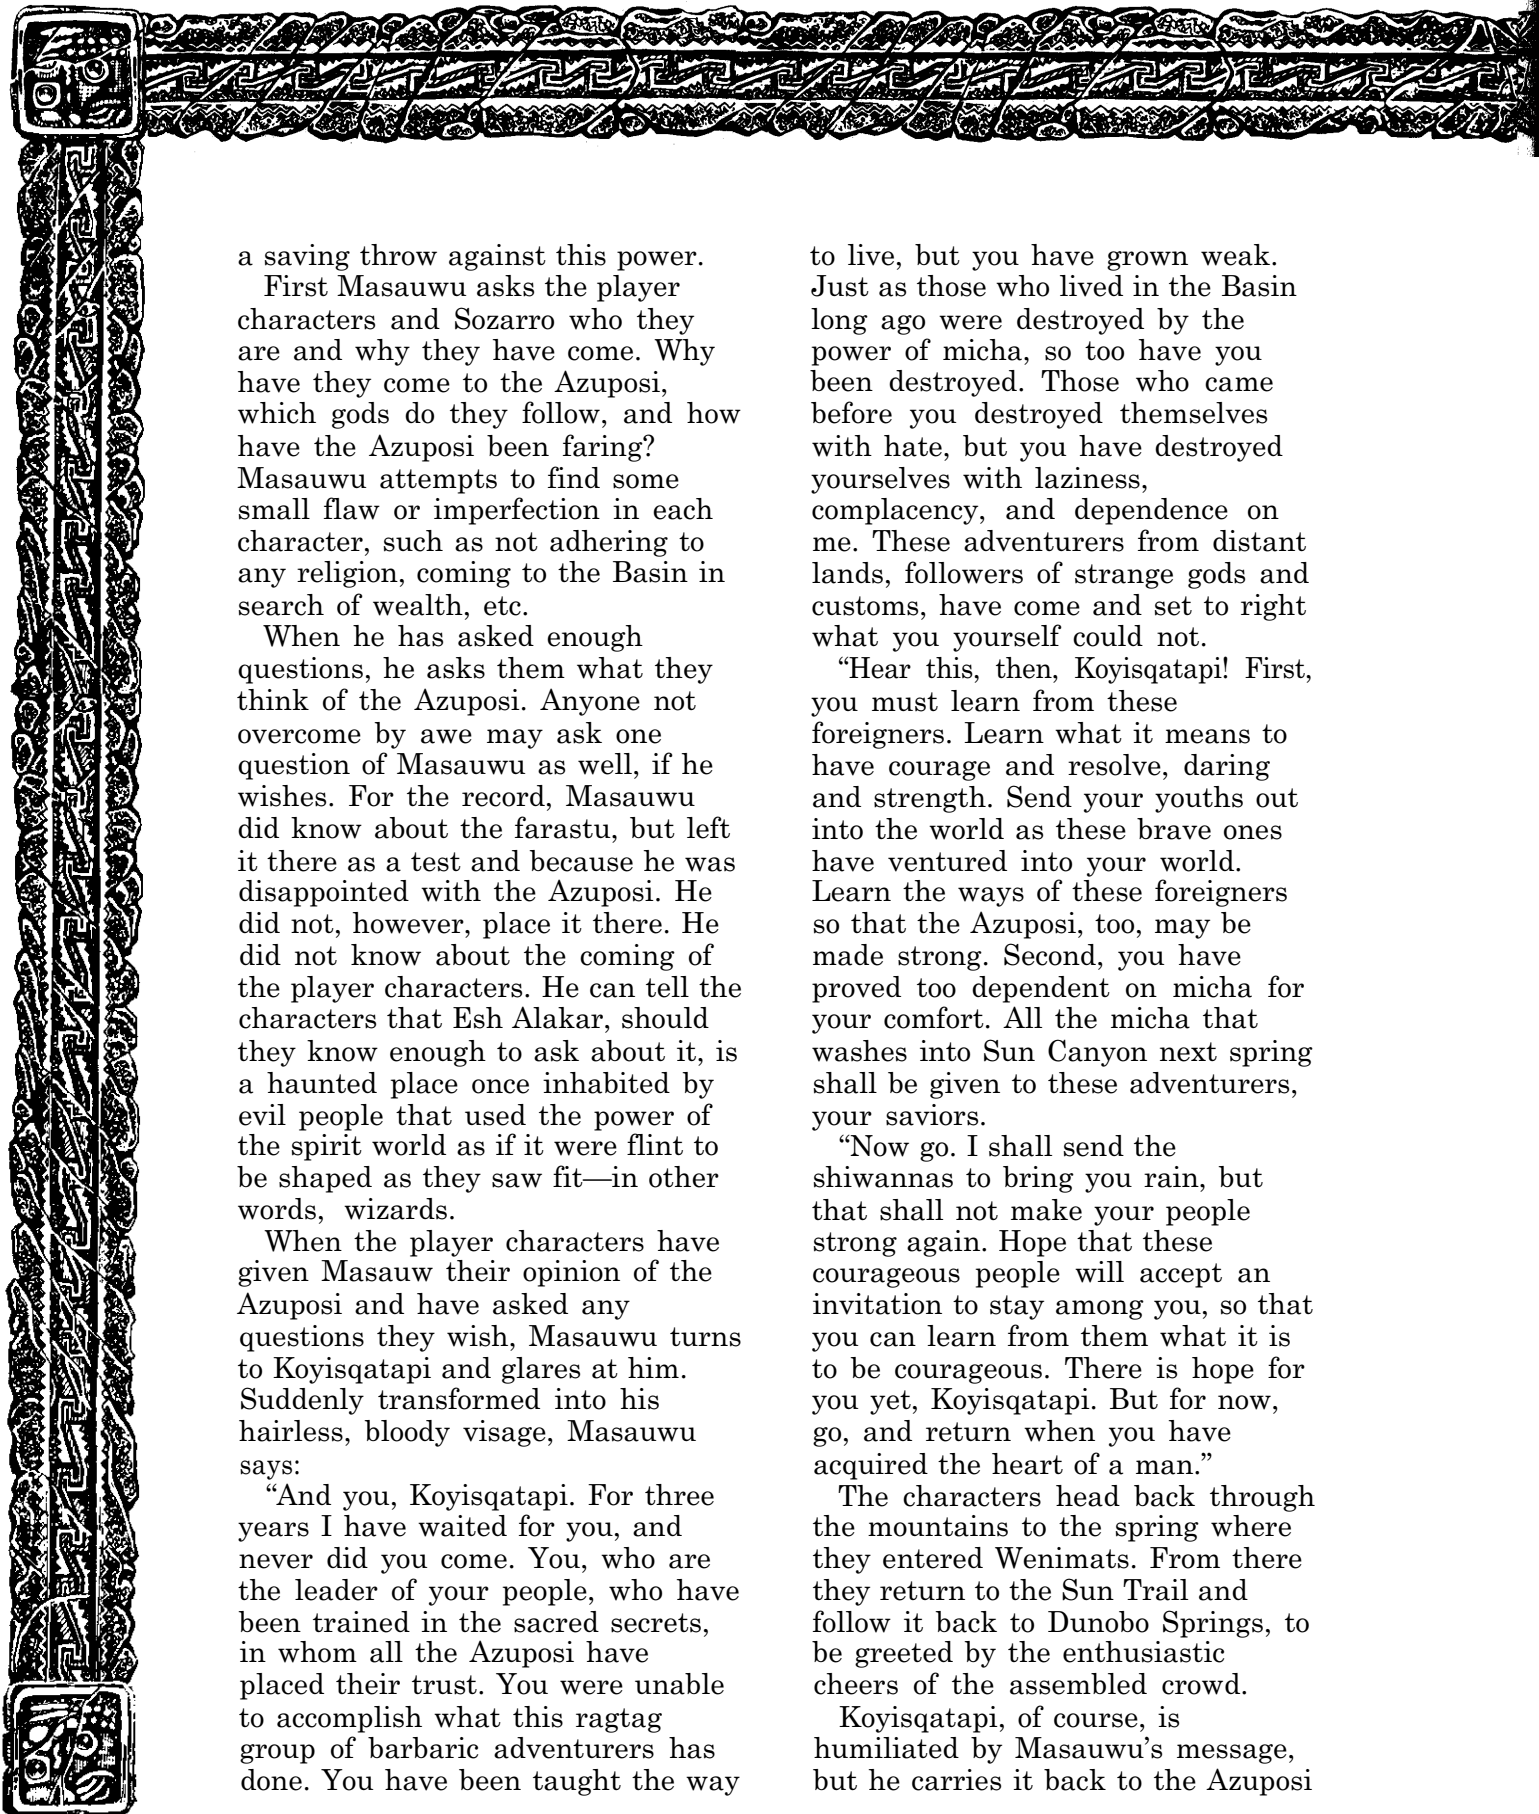 a saving throw against this power.
First Masauwu asks the player
characters and Sozarro who they
are and why they have come. Why
have they come to the Azuposi,
which gods do they follow, and how
have the Azuposi been faring?
Masauwu attempts to find some
small flaw or imperfection in each
character, such as not adhering to
any religion, coming to the Basin in
search of wealth, etc.
When he has asked enough
questions, he asks them what they
think of the Azuposi. Anyone not
overcome by awe may ask one
question of Masauwu as well, if he
wishes. For the record, Masauwu
did know about the farastu, but left
it there as a test and because he was
disappointed with the Azuposi. He
did not, however, place it there. He
did not know about the coming of
the player characters. He can tell the
characters that Esh Alakar, should
they know enough to ask about it, is
a haunted place once inhabited by
evil people that used the power of
the spirit world as if it were flint to
be shaped as they saw fit—in other
words, wizards.
When the player characters have
given Masauw their opinion of the
Azuposi and have asked any
questions they wish, Masauwu turns
to Koyisqatapi and glares at him.
Suddenly transformed into his
hairless, bloody visage, Masauwu
says:
“And you, Koyisqatapi. For three
years I have waited for you, and
never did you come. You, who are
the leader of your people, who have
been trained in the sacred secrets,
in whom all the Azuposi have
placed their trust. You were unable
to accomplish what this ragtag
group of barbaric adventurers has
done. You have been taught the way
to live, but you have grown weak.
Just as those who lived in the Basin
long ago were destroyed by the
power of micha, so too have you
been destroyed. Those who came
before you destroyed themselves
with hate, but you have destroyed
yourselves with laziness,
complacency, and dependence on
me. These adventurers from distant
lands, followers of strange gods and
customs, have come and set to right
what you yourself could not.
“Hear this, then, Koyisqatapi! First,
you must learn from these
foreigners. Learn what it means to
have courage and resolve, daring
and strength. Send your youths out
into the world as these brave ones
have ventured into your world.
Learn the ways of these foreigners
so that the Azuposi, too, may be
made strong. Second, you have
proved too dependent on micha for
your comfort. All the micha that
washes into Sun Canyon next spring
shall be given to these adventurers,
your saviors.
“Now go. I shall send the
shiwannas to bring you rain, but
that shall not make your people
strong again. Hope that these
courageous people will accept an
invitation to stay among you, so that
you can learn from them what it is
to be courageous. There is hope for
you yet, Koyisqatapi. But for now,
go, and return when you have
acquired the heart of a man.”
The characters head back through
the mountains to the spring where
they entered Wenimats. From there
they return to the Sun Trail and
follow it back to Dunobo Springs, to
be greeted by the enthusiastic
cheers of the assembled crowd.
Koyisqatapi, of course, is
humiliated by Masauwu’s message,
but he carries it back to the Azuposi